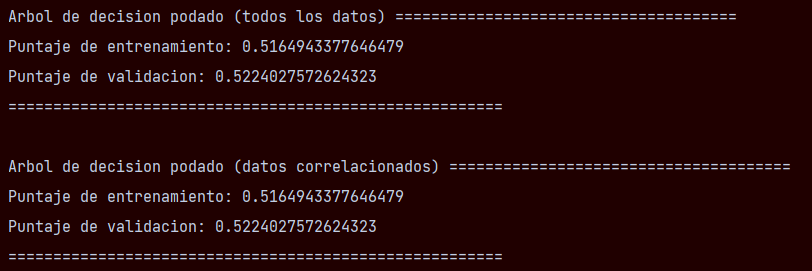 Arbol de decision podado (todos los datos) ======================================
Puntaje de entrenamiento: 0.5164943377646479
Puntaje de validacion: 0.5224027572624323
=======================================================
Arbol de decision podado (datos correlacionados) ======================================
Puntaje de entrenamiento: 0.5164943377646479
Puntaje de validacion: 0.5224027572624323
=======================================================